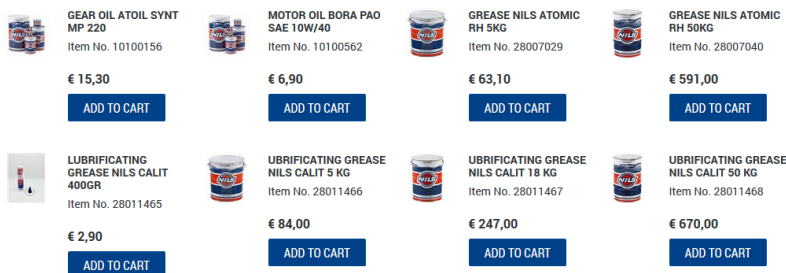 GEAR OIL ATOIL SYNT
MP 220
Item No. 10100156
€ 15,30
ADD TO CART
MOTOR OIL BORA PAO
SAE 10W/40
Item No. 10100562
€ 6,90
ADD TO CART
NILS
GREASE NILS ATOMIC
RH 5KG
Item No. 28007029
€ 63,10
ADD TO CART
NILS
GREASE NILS ATOMIC
RH 50KG
Item No. 28007040
€ 591,00
ADD TO CART
LUBRIFICATING
GREASE NILS CALIT
400GR
Item No. 28011465
€ 2,90
ADD TO CART
NILS
UBRIFICATING GREASE
NILS CALIT 5 KG
Item No. 28011466
€ 84,00
ADD TO CART
NILS
UBRIFICATING GREASE
NILS CALIT 18 KG
Item No. 28011467
€ 247,00
ADD TO CART
NILS
UBRIFICATING GREASE
NILS CALIT 50 KG
Item No. 28011468
€ 670,00
ADD TO CART